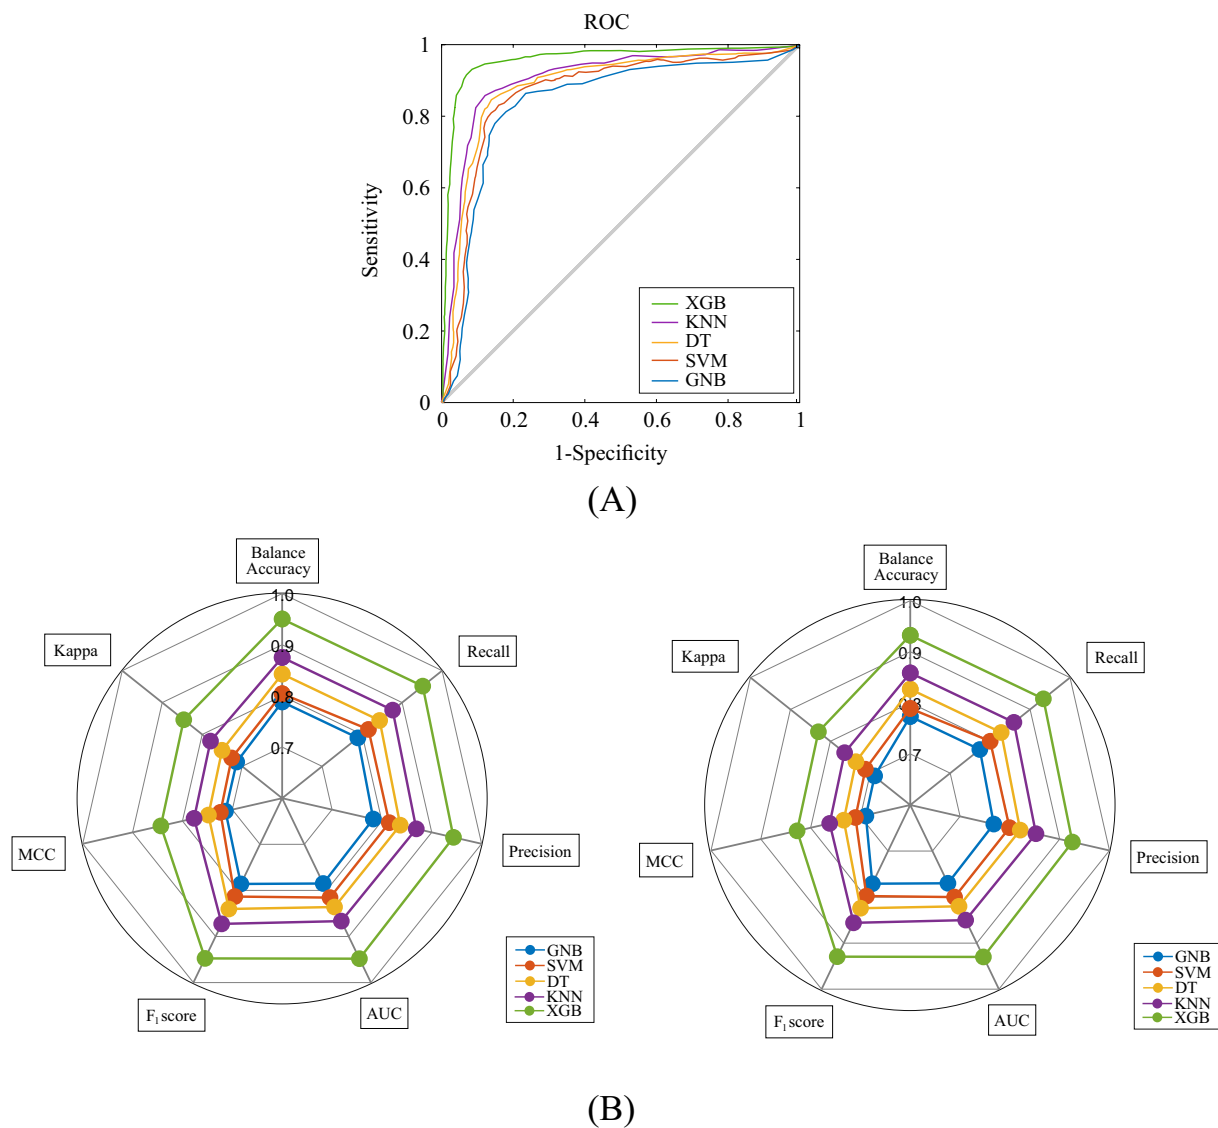 ROC
1
0.8
0.6
0.4
0.2
0
Sensitivity
XGB
KNN
DT
SVM
GNB
0 0.2 0.4 0.6 0.8 1
1-Specificity
(A)
Balance
Accuracy
1.0
0.9
0.8
0.7
Kappa
Recall
MCC
Precision
F1 score
AUC
GNB
SVM
DT
KNN
XGB
Balance
Accuracy
1.0
0.9
0.8
0.7
Kappa
Recall
MCC
Precision
F1 score
AUC
GNB
SVM
DT
KNN
XGB
(B)